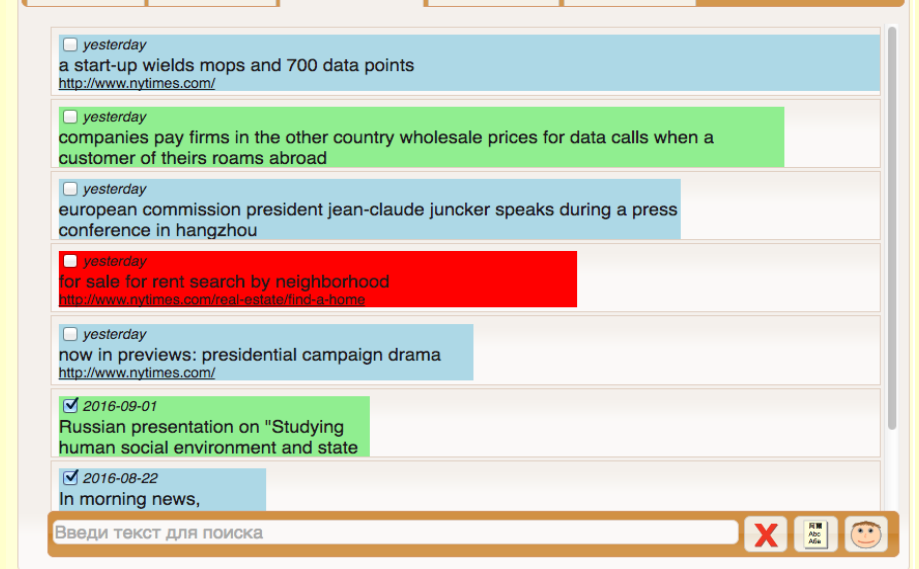 yesterday
a start-up wields mops and 700 data points
http://www.nytimes.com/
yesterday
companies pay firms in the other country wholesale prices for data calls when a
customer of theirs roams abroad
yesterday
european commission president jean-claude juncker speaks during a press
conference in hangzhou
yesterday
for sale for rent search by neighborhood
http://www.nytimes.com/real-estate/find-a-home
yesterday
now in previews: presidential campaign drama
http://www.nytimes.com/
2016-09-01
Russian presentation on "Studying
human social environment and state
2016-08-22
In morning news,
Введи текст для поиска
Abc
Абв